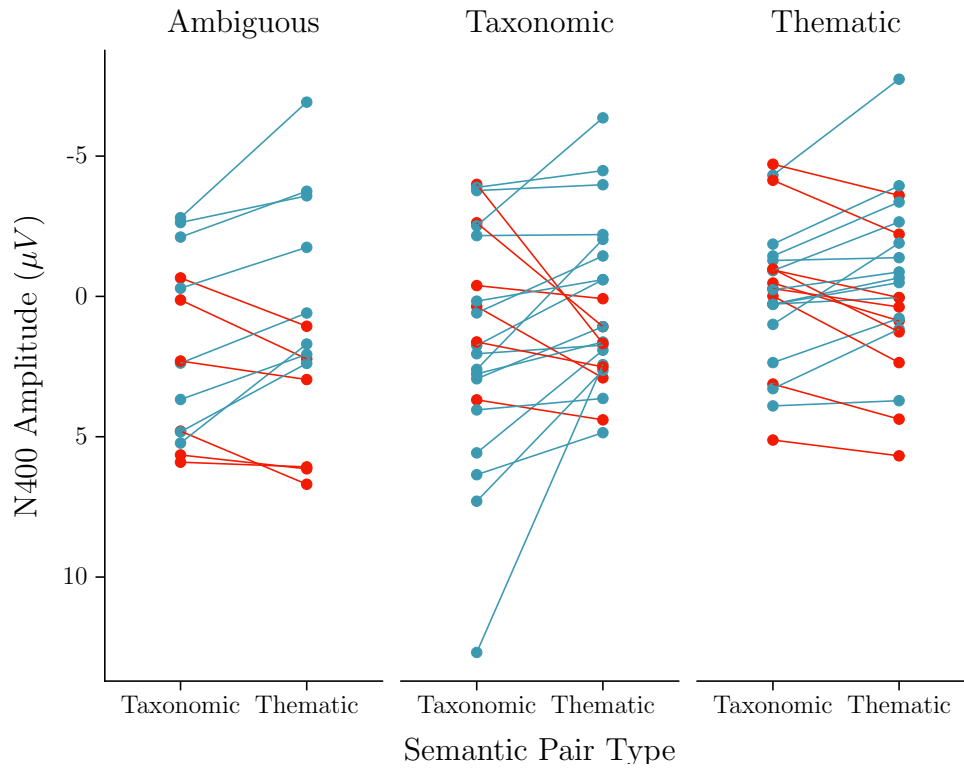 Ambiguous Taxonomic Thematic
-5
0
5
10
N400 Amplitude (μV)
Taxonomic Thematic Taxonomic Thematic Taxonomic Thematic
Semantic Pair Type